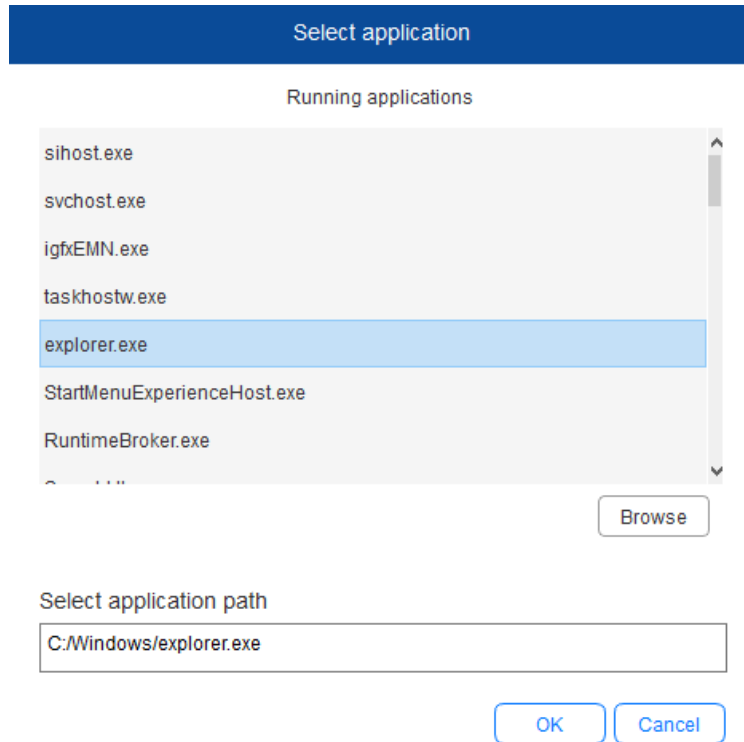 Select application
Running applications
sihost.exe
svchost.exe
igfxEMN.exe
taskhostw.exe
explorer.exe
StartMenuExperienceHost.exe
RuntimeBroker.exe
Browse
Select application path
C:/Windows/explorer.exe
OK
Cancel